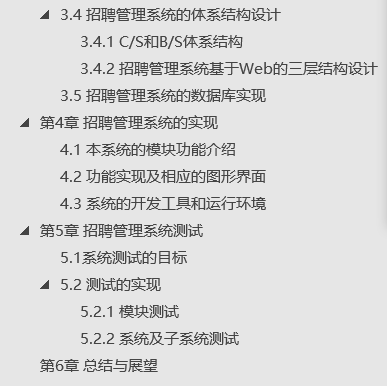 3.4 招聘管理系统的体系结构设计
3.4.1 C/S和B/S体系结构
3.4.2 招聘管理系统基于Web的三层结构设计
3.5 招聘管理系统的数据库实现
第4章 招聘管理系统的实现
4.1 本系统的模块功能介绍
4.2 功能实现及相应的图形界面
4.3 系统的开发工具和运行环境
第5章 招聘管理系统测试
5.1系统测试的目标
5.2 测试的实现
5.2.1 模块测试
5.2.2 系统及子系统测试
第6章 总结与展望